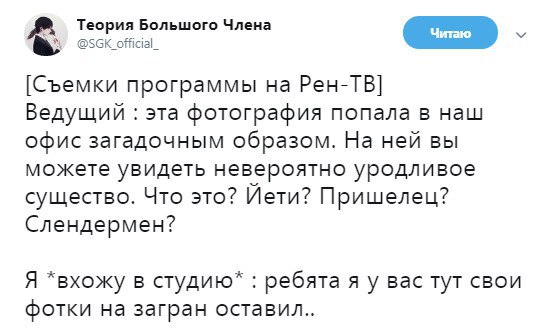 Теория Большого Члена
@SGK_official_
Читаю
[Съемки программы на Рен-ТВ]
Ведущий : эта фотография попала в наш
офис загадочным образом. На ней вы
можете увидеть невероятно уродливое
существо. Что это? Йети? Пришелец?
Слендермен?
Я *вхожу в студию* : ребята я у вас тут свои
фотки на загран оставил..